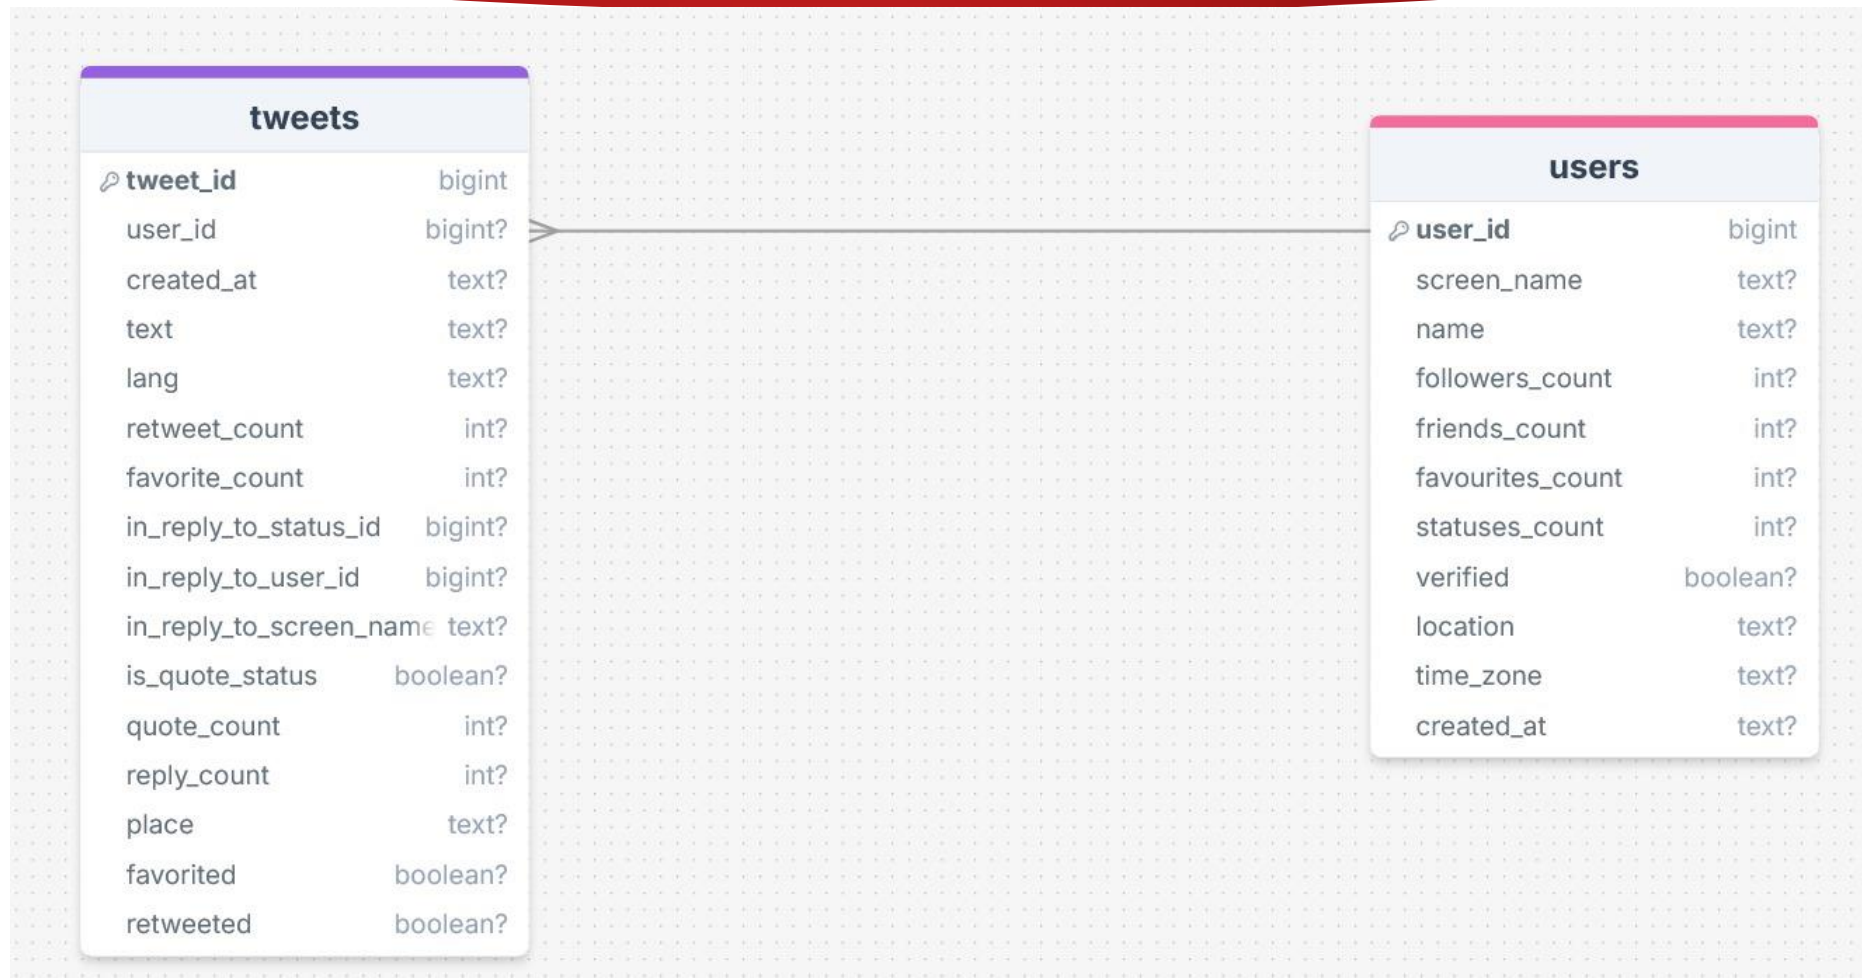 tweets
tweet_id bigint
user_id bigint?
created_at text?
text text?
lang text?
retweet_count int?
favorite_count int?
in_reply_to_status_id bigint?
in_reply_to_user_id bigint?
in_reply_to_screen_name text?
is_quote_status boolean?
quote_count int?
reply_count int?
place text?
favorited boolean?
retweeted boolean?
users
user_id bigint
screen_name text?
name text?
followers_count int?
friends_count int?
favourites_count int?
statuses_count int?
verified boolean?
location text?
time_zone text?
created_at text?